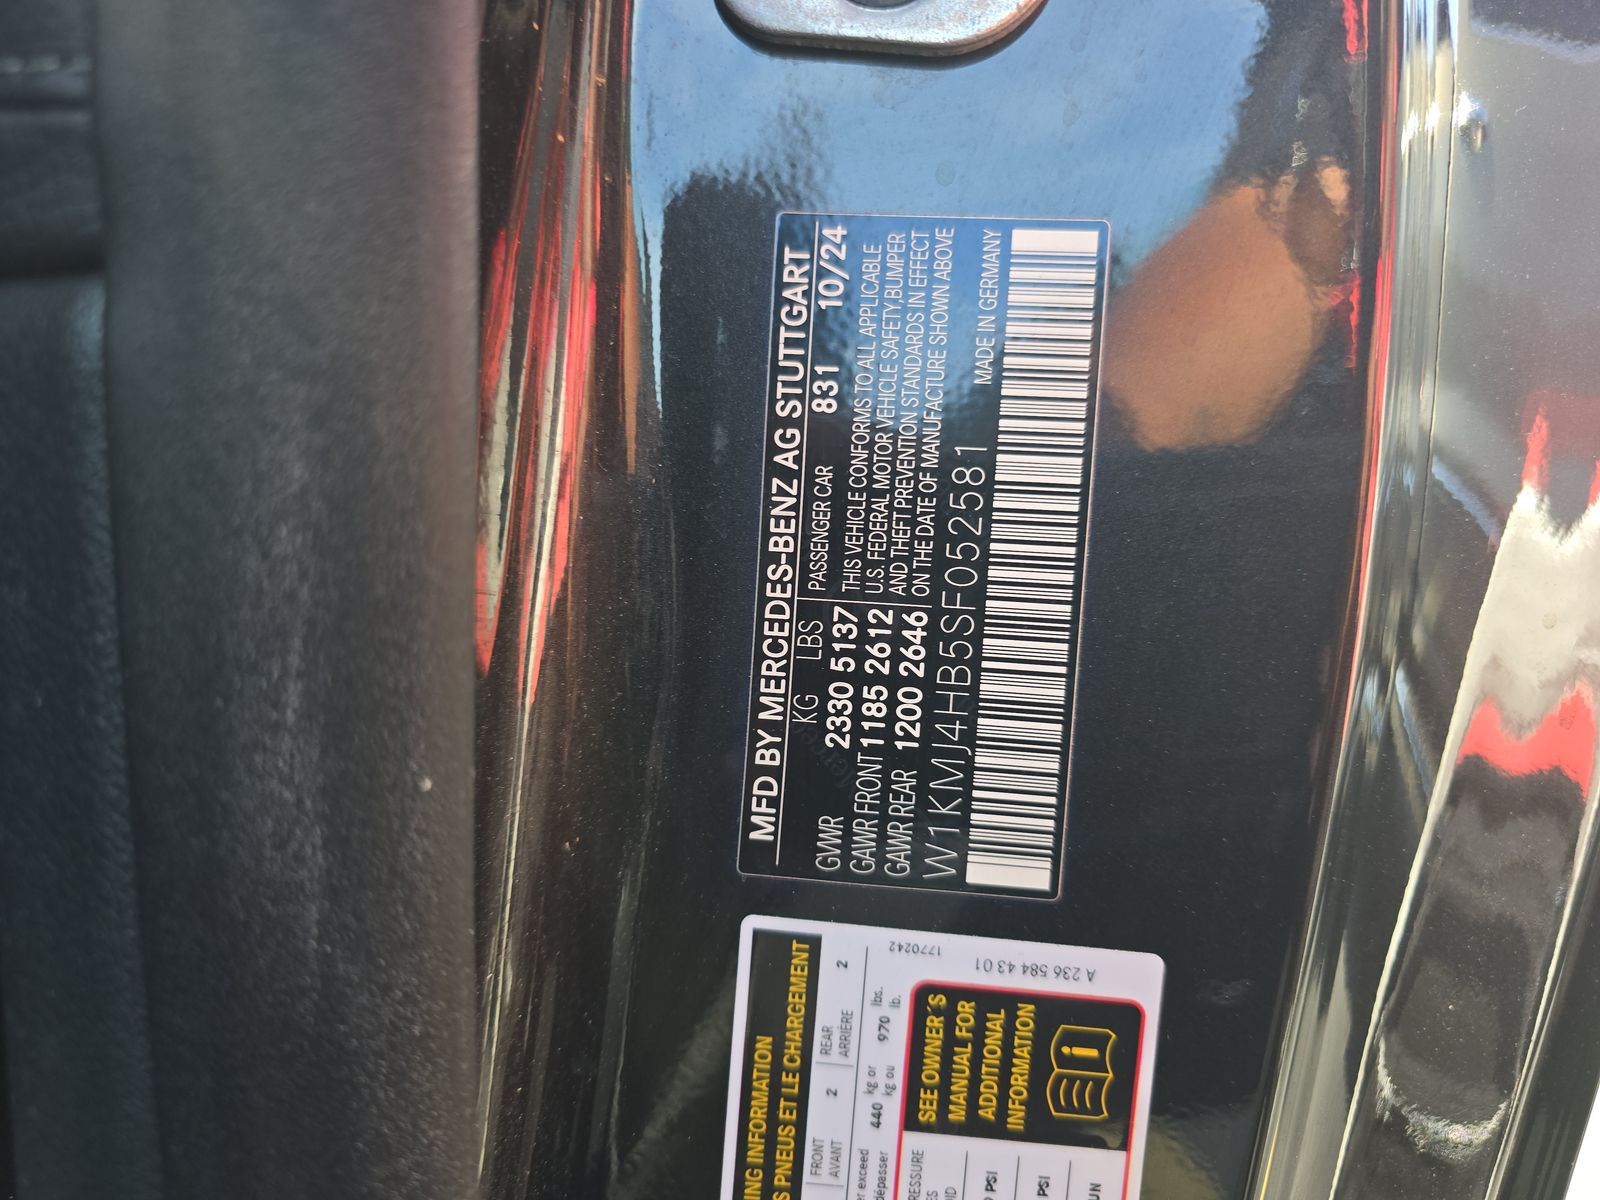 MFD BY MERCEDES-BENZ AG STUTTGART
KG LBS PASSENGER CAR 831 10/24
GVWR 2330 5137
GAWR FRONT 1185 2612
GAWR REAR 1200 2646
THIS VEHICLE CONFORMS TO ALL APPLICABLE
U.S. FEDERAL MOTOR VEHICLE SAFETY,BUMPER
AND THEFT PREVENTION STANDARDS IN EFFECT
ON THE DATE OF MANUFACTURE SHOWN ABOVE
W1KMJ4HB5SF052581 MADE IN GERMANY
INFORMATION
PNEUS ET LE CHARGEMENT
FRONT 2 REAR 2
AVANT ARRIÈRE
exceed 440 kg or 970 lbs.
dépasser kg ou lb.
1770242
A 236 584 43 01
SEE OWNER´S
MANUAL FOR
ADDITIONAL
INFORMATION
i
PSI
PSI